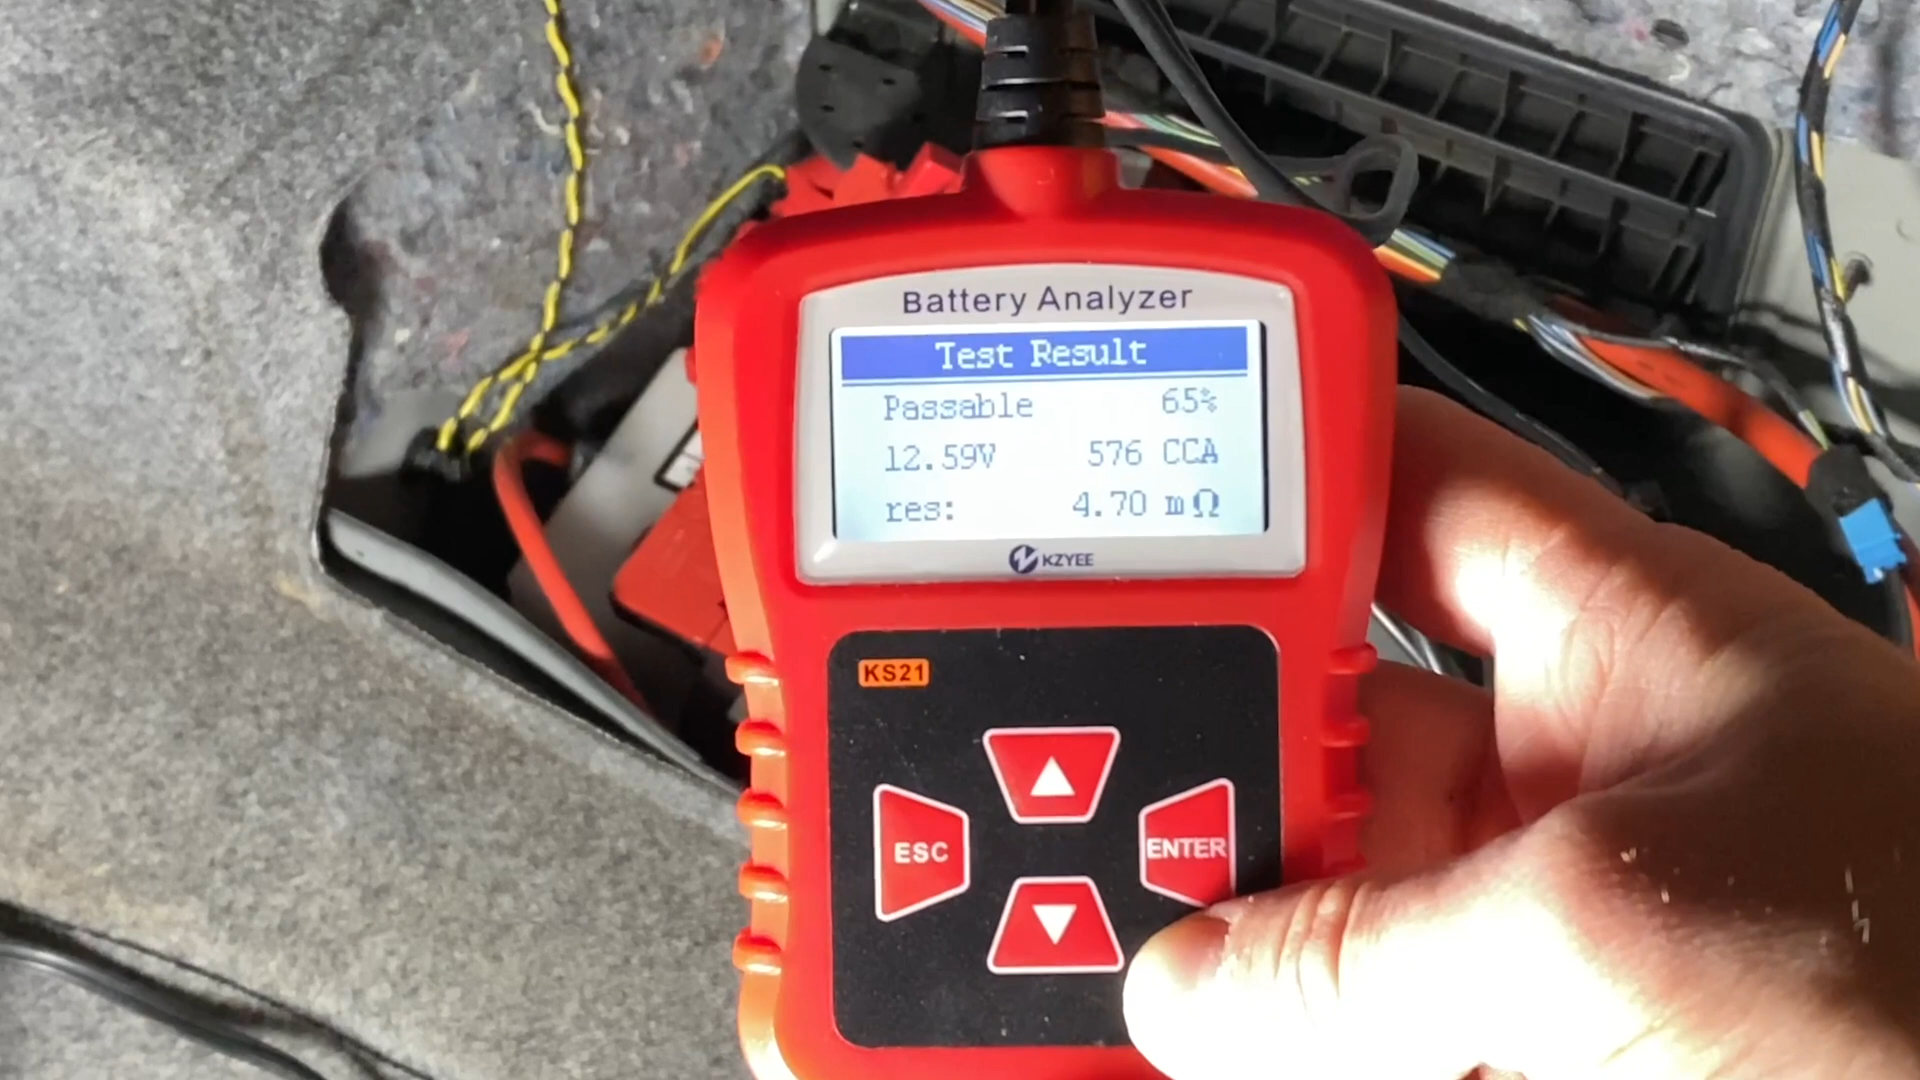 Battery Analyzer
Test Result
Passable 65%
12.59V 576 CCA
res: 4.70 mΩ
KZYEE
KS21
ESC
ENTER